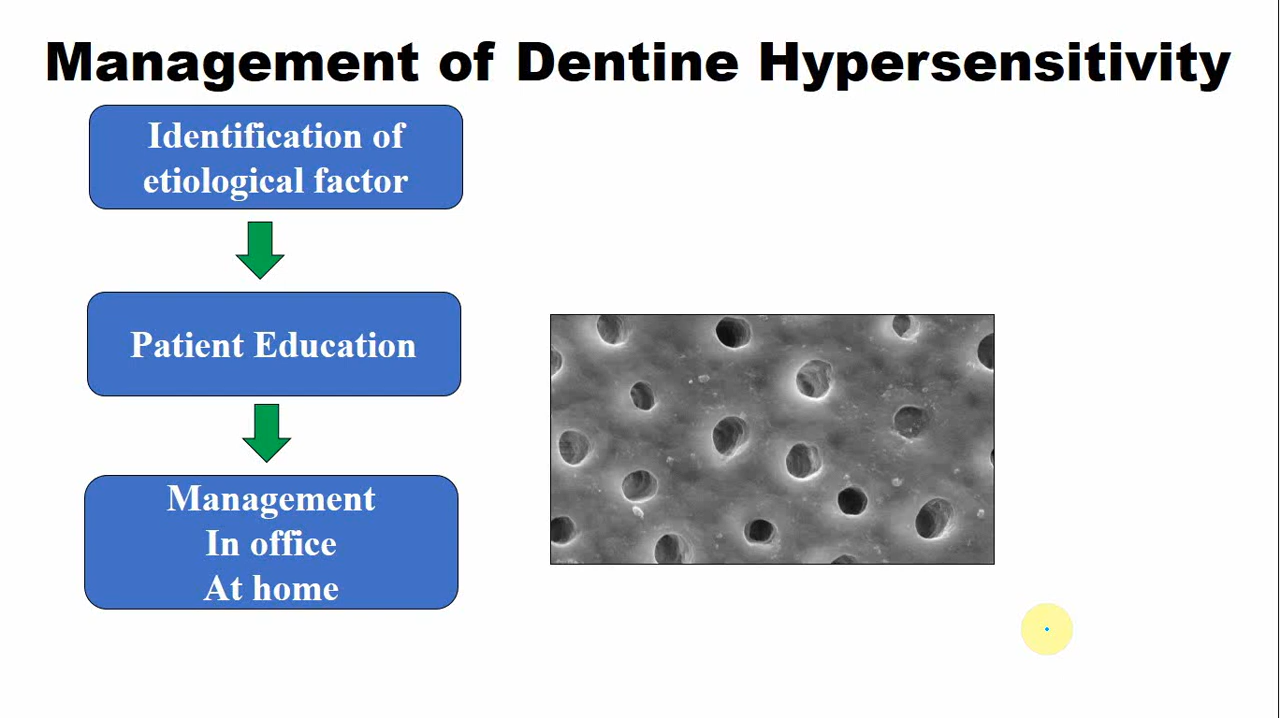 Management of Dentine Hypersensitivity
Identification of
etiological factor
Patient Education
Management
In office
At home